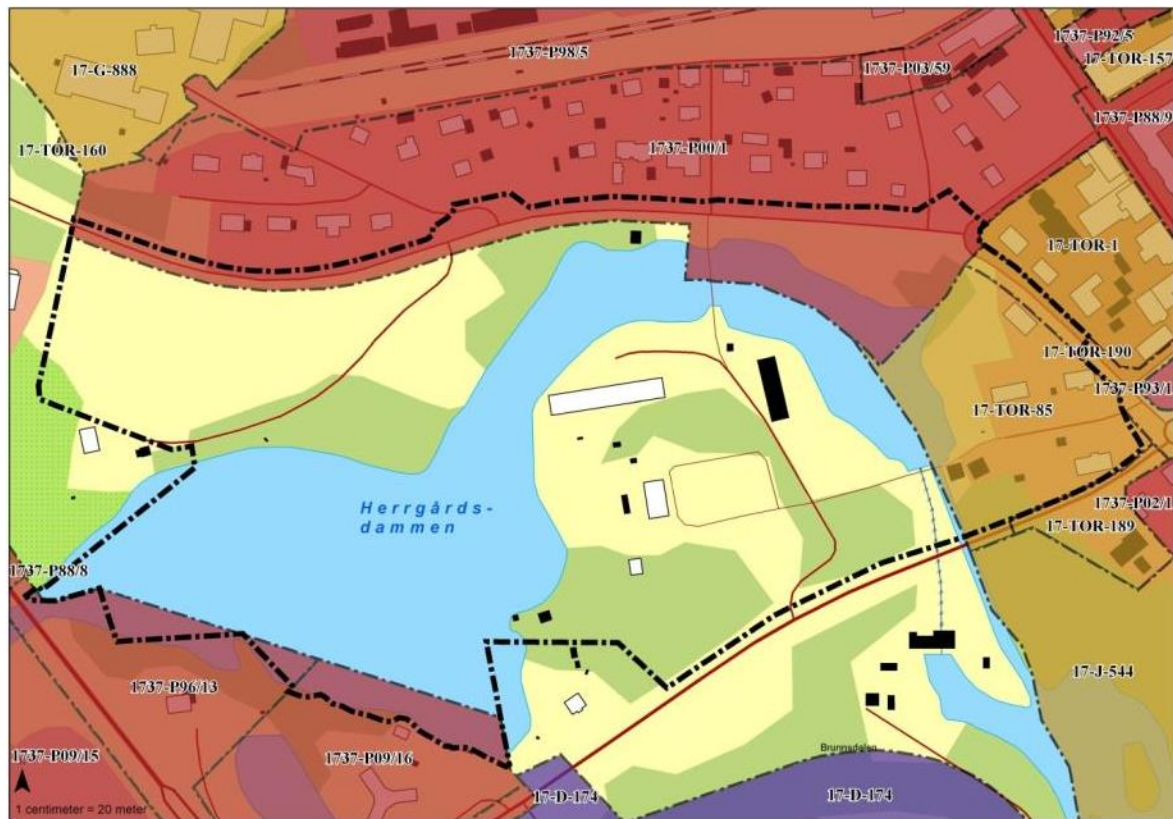 1737-P98/5
1737-P92/5
17-G-888
1737-P03/59
17-TOR-157
1737-P88/9
17-TOR-160
1737-P00/1
17-TOR-1
17-TOR-190
1737-P93/1
17-TOR-85
Herrgårds-
dammen
1737-P02/1
17-TOR-189
1737-P88/8
1737-P96/13
17-J-544
1737-P09/15
1737-P09/16
Brunnsdalen
17-D-174
17-D-174
1 centimeter = 20 meter